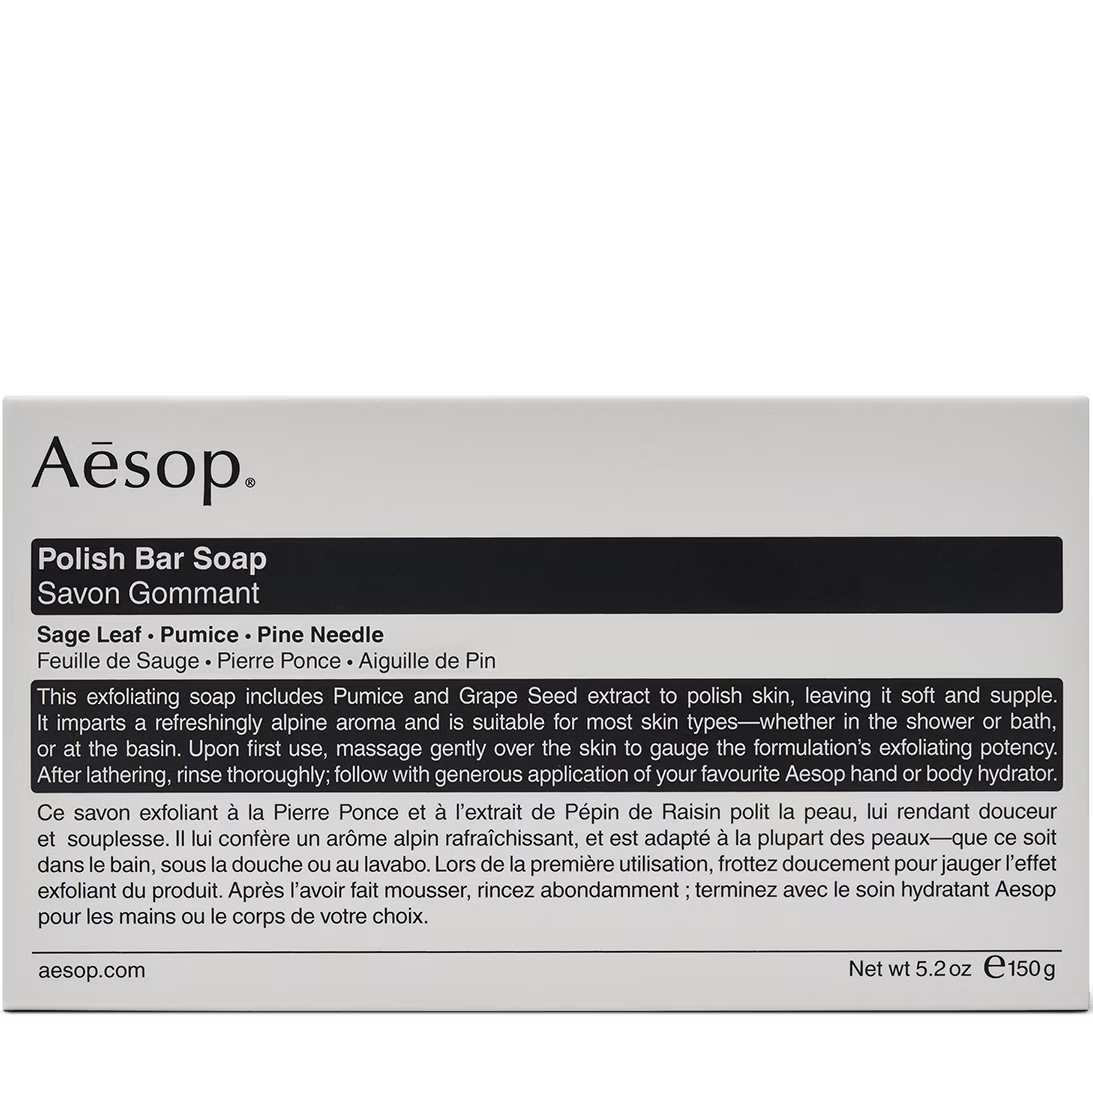 Aēsop®
Polish Bar Soap
Savon Gommant
Sage Leaf • Pumice • Pine Needle
Feuille de Sauge • Pierre Ponce • Aiguille de Pin
This exfoliating soap includes Pumice and Grape Seed extract to polish skin, leaving it soft and supple.
It imparts a refreshingly alpine aroma and is suitable for most skin types—whether in the shower or bath,
or at the basin. Upon first use, massage gently over the skin to gauge the formulation’s exfoliating potency.
After lathering, rinse thoroughly; follow with generous application of your favourite Aesop hand or body hydrator.
Ce savon exfoliant à la Pierre Ponce et à l’extrait de Pépin de Raisin polit la peau, lui rendant douceur
et souplesse. Il lui confère un arôme alpin rafraîchissant, et est adapté à la plupart des peaux—que ce soit
dans le bain, sous la douche ou au lavabo. Lors de la première utilisation, frottez doucement pour jauger l’effet
exfoliant du produit. Après l’avoir fait mousser, rincez abondamment ; terminez avec le soin hydratant Aesop
pour les mains ou le corps de votre choix.
aesop.com
Net wt 5.2 oz ℮150 g